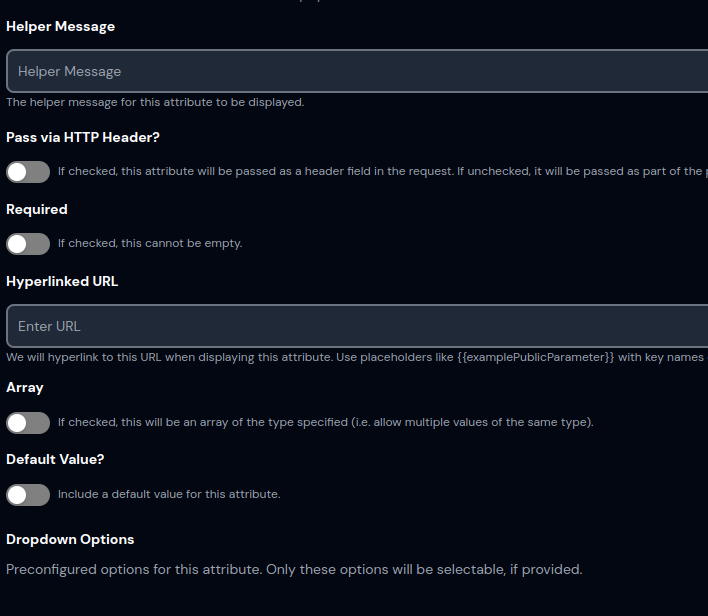 Helper Message
Helper Message
The helper message for this attribute to be displayed.
Pass via HTTP Header?
If checked, this attribute will be passed as a header field in the request. If unchecked, it will be passed as part of the
Required
If checked, this cannot be empty.
Hyperlinked URL
Enter URL
We will hyperlink to this URL when displaying this attribute. Use placeholders like {{examplePublicParameter}} with key names
Array
If checked, this will be an array of the type specified (i.e. allow multiple values of the same type).
Default Value?
Include a default value for this attribute.
Dropdown Options
Preconfigured options for this attribute. Only these options will be selectable, if provided.